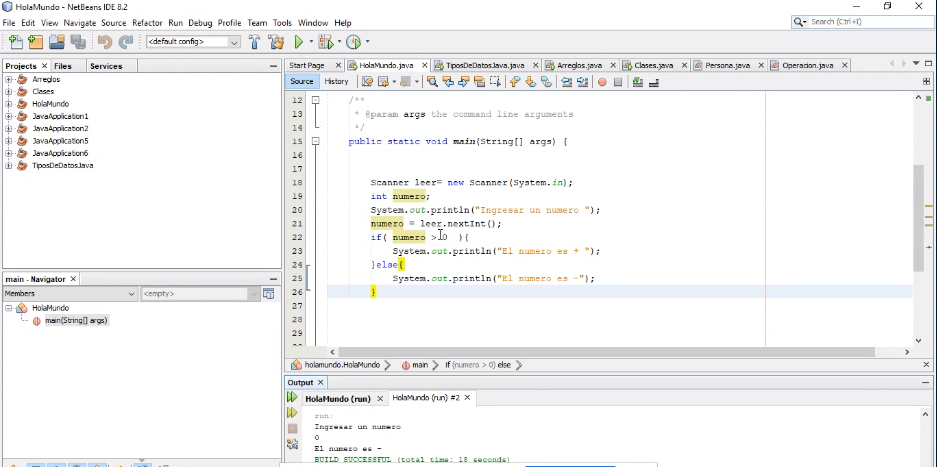 HolaMundo - NetBeans IDE 8.2
File Edit View Navigate Source Refactor Run Debug Profile Team Tools Window Help
Search (Ctrl+I)
<default config>
Projects Files Services
Arreglos
Clases
HolaMundo
JavaApplication1
JavaApplication2
JavaApplication5
JavaApplication6
TiposDeDatosJava
main - Navigator
Members <empty>
HolaMundo
main(String[] args)
Start Page HolaMundo.java TiposDeDatosJava.java Arreglos.java Clases.java Persona.java Operacion.java
Source History
12 /**
13 * @param args the command line arguments
14 */
15 public static void main(String[] args) {
16
17
18 Scanner leer= new Scanner(System.in);
19 int numero;
20 System.out.println("Ingresar un numero ");
21 numero = leer.nextInt();
22 if( numero > 0 ){
23 System.out.println("El numero es + ");
24 }else{
25 System.out.println("El numero es -");
26 }
27
28
29
holamundo.HolaMundo main if (numero > 0) else
Output
HolaMundo (run) HolaMundo (run) #2
run:
Ingresar un numero
0
El numero es -
BUILD SUCCESSFUL (total time: 18 seconds)